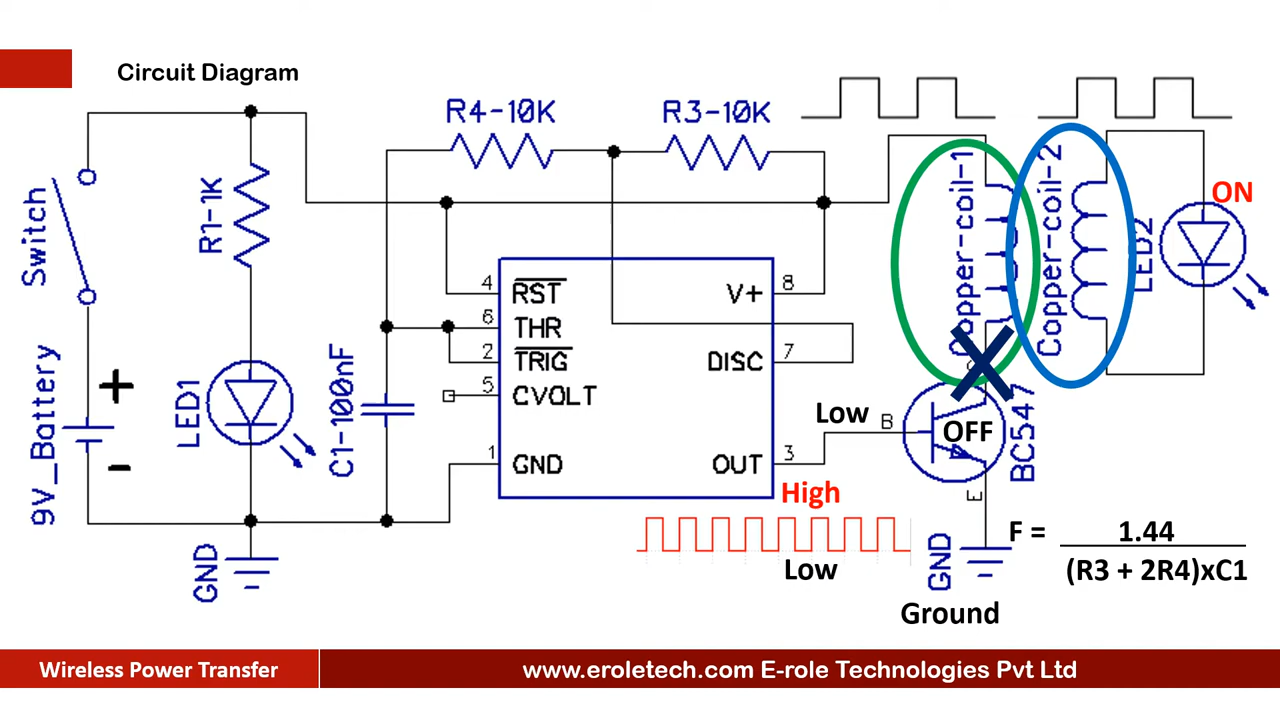 Circuit Diagram
R4-10K
R3-10K
Switch
R1-1K
Copper-coil-1
Copper-coil-2
ON
LED2
4
RST
V+
8
6
THR
2
TRIG
DISC
7
5
CVOLT
1
GND
OUT
3
9V_Battery
+
-
LED1
C1-100nF
Low
B
OFF
BC547
E
High
Low
GND
GND
Ground
F = 1.44
(R3 + 2R4)xC1
Wireless Power Transfer
www.eroletech.com E-role Technologies Pvt Ltd